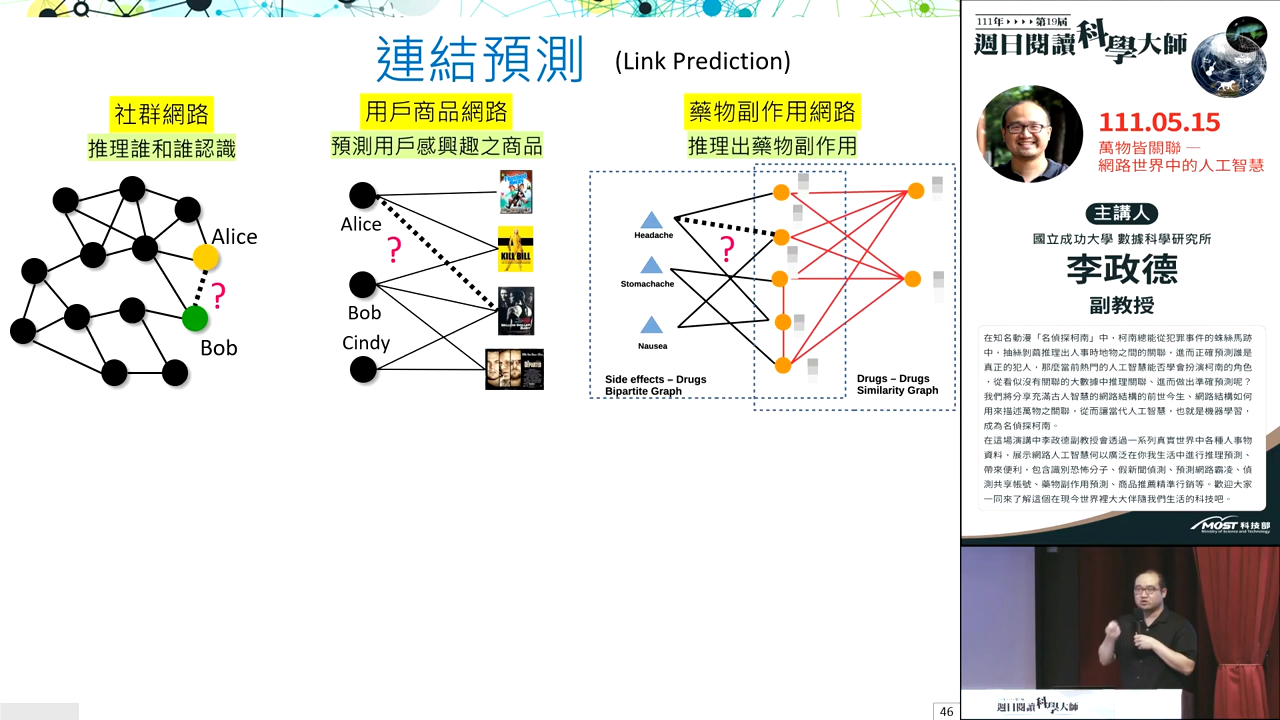 連結預測 (Link Prediction)
社群網路
推理誰和誰認識
Alice
?
Bob
用戶商品網路
預測用戶感興趣之商品
Alice
?
Bob
Cindy
KILL BILL
藥物副作用網路
推理出藥物副作用
Headache
?
Stomachache
Nausea
Side effects – Drugs
Bipartite Graph
Drugs – Drugs
Similarity Graph
46
111年 第19屆
週日閱讀科學大師
111.05.15
萬物皆關聯 —
網路世界中的人工智慧
主講人
國立成功大學 數據科學研究所
李政德
副教授
在知名動漫「名偵探柯南」中，柯南總能從犯罪事件的蛛絲馬跡
中，抽絲剝繭推理出人事時地物之間的關聯，進而正確預測誰是
真正的犯人，那麼當前熱門的人工智慧能否學會扮演柯南的角色
，從看似沒有關聯的大數據中推理關聯、進而做出準確預測呢？
我們將分享充滿古人智慧的網路結構的前世今生、網路結構如何
用來描述萬物之關聯，從而讓當代人工智慧，也就是機器學習，
成為名偵探柯南。
在這場演講中李政德副教授會透過一系列真實世界中各種人事物
資料，展示網路人工智慧何以廣泛在你我生活中進行推理預測、
帶來便利，包含識別恐怖分子、假新聞偵測、預測網路霸凌、偵
測共享帳號、藥物副作用預測、商品推薦精準行銷等。歡迎大家
一同來了解這個在現今世界裡大大伴隨我們生活的科技吧。
MOST 科技部
Ministry of Science and Technology
週日閱讀科學大師